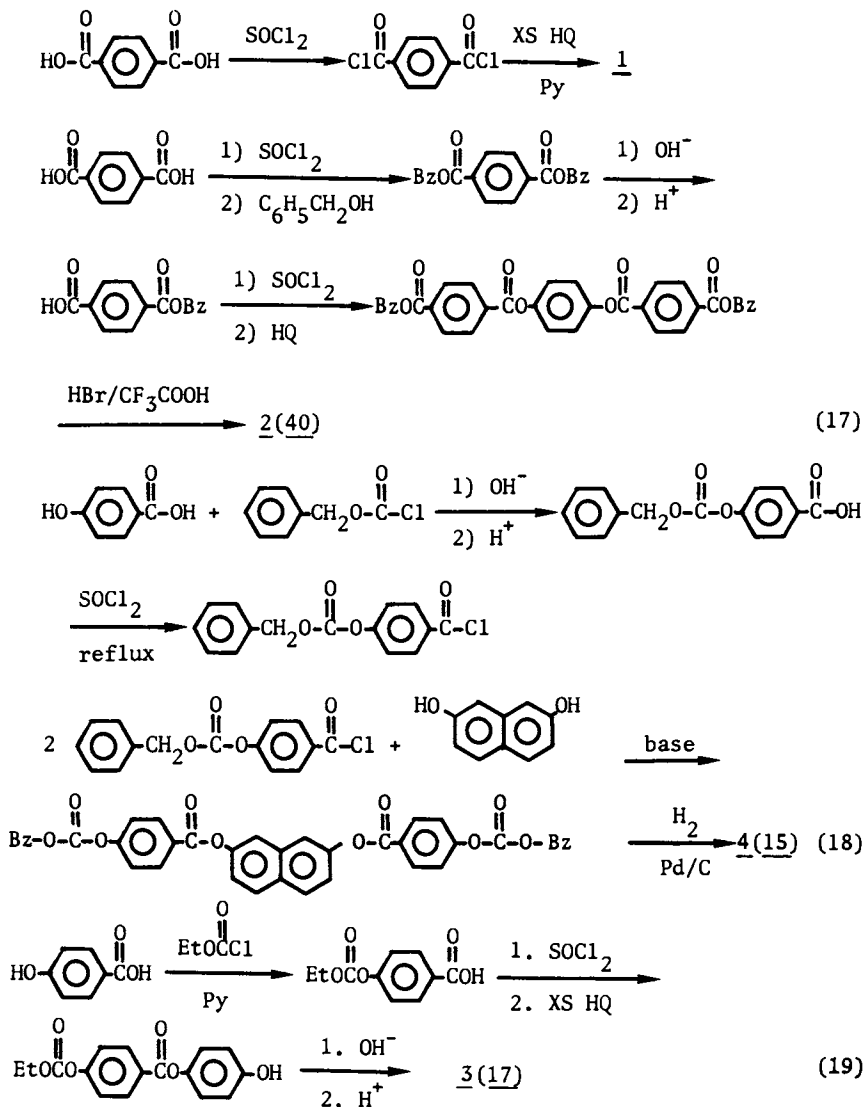 O O O O
HO-C C-OH SOCl2 ClC CCl XS HQ 1
Py
O O 1) SOCl2 O O 1) OH-
HOC COH 2) C6H5CH2OH BzOC COBz 2) H+
O O 1) SOCl2 O O O O
HOC COBz 2) HQ BzOC CO OC COBz
HBr/CF3COOH 2(40) (17)
O O 1) OH- O O
HO C-OH + CH2O-C-Cl 2) H+ CH2O-C-O C-OH
SOCl2 O O
reflux CH2O-C-O C-Cl
O O HO OH
2 CH2O-C-O C-Cl + base
O O O O H2
Bz-O-C-O C-O O-C O-C-O-Bz Pd/C 4(15) (18)
O O O O
HO COH EtOCCl EtOCO COH 1. SOCl2
Py 2. XS HQ
O O 1. OH-
EtOCO CO OH 2. H+ 3(17) (19)